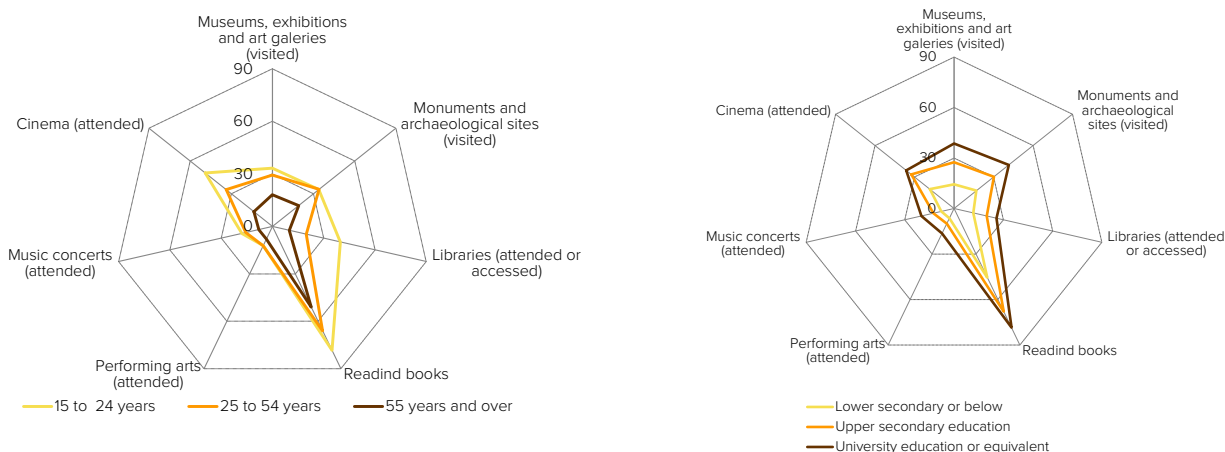 Museums, exhibitions
and art galeries
(visited)
90
60
30
0
Cinema (attended)
Monuments and
archaeological sites
(visited)
Music concerts
(attended)
Libraries (attended or
accessed)
Performing arts
(attended)
Readind books
15 to 24 years
25 to 54 years
55 years and over
Museums,
exhibitions and art
galeries (visited)
90
60
30
0
Cinema (attended)
Monuments and
archaeological
sites (visited)
Music concerts
(attended)
Libraries (attended
or accessed)
Performing arts
(attended)
Readind books
Lower secondary or below
Upper secondary education
University education or equivalent